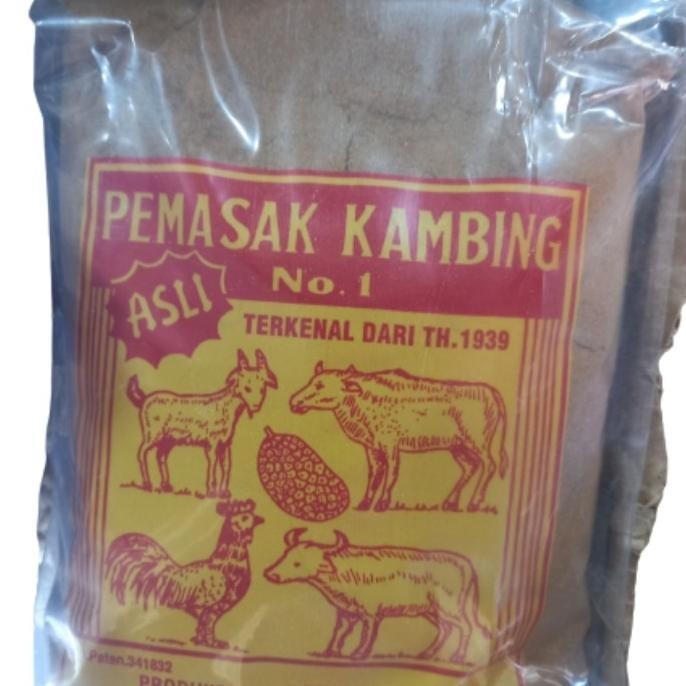 PEMASAK KAMBING
No. 1
ASLI
TERKENAL DARI TH.1939
Paten.341832